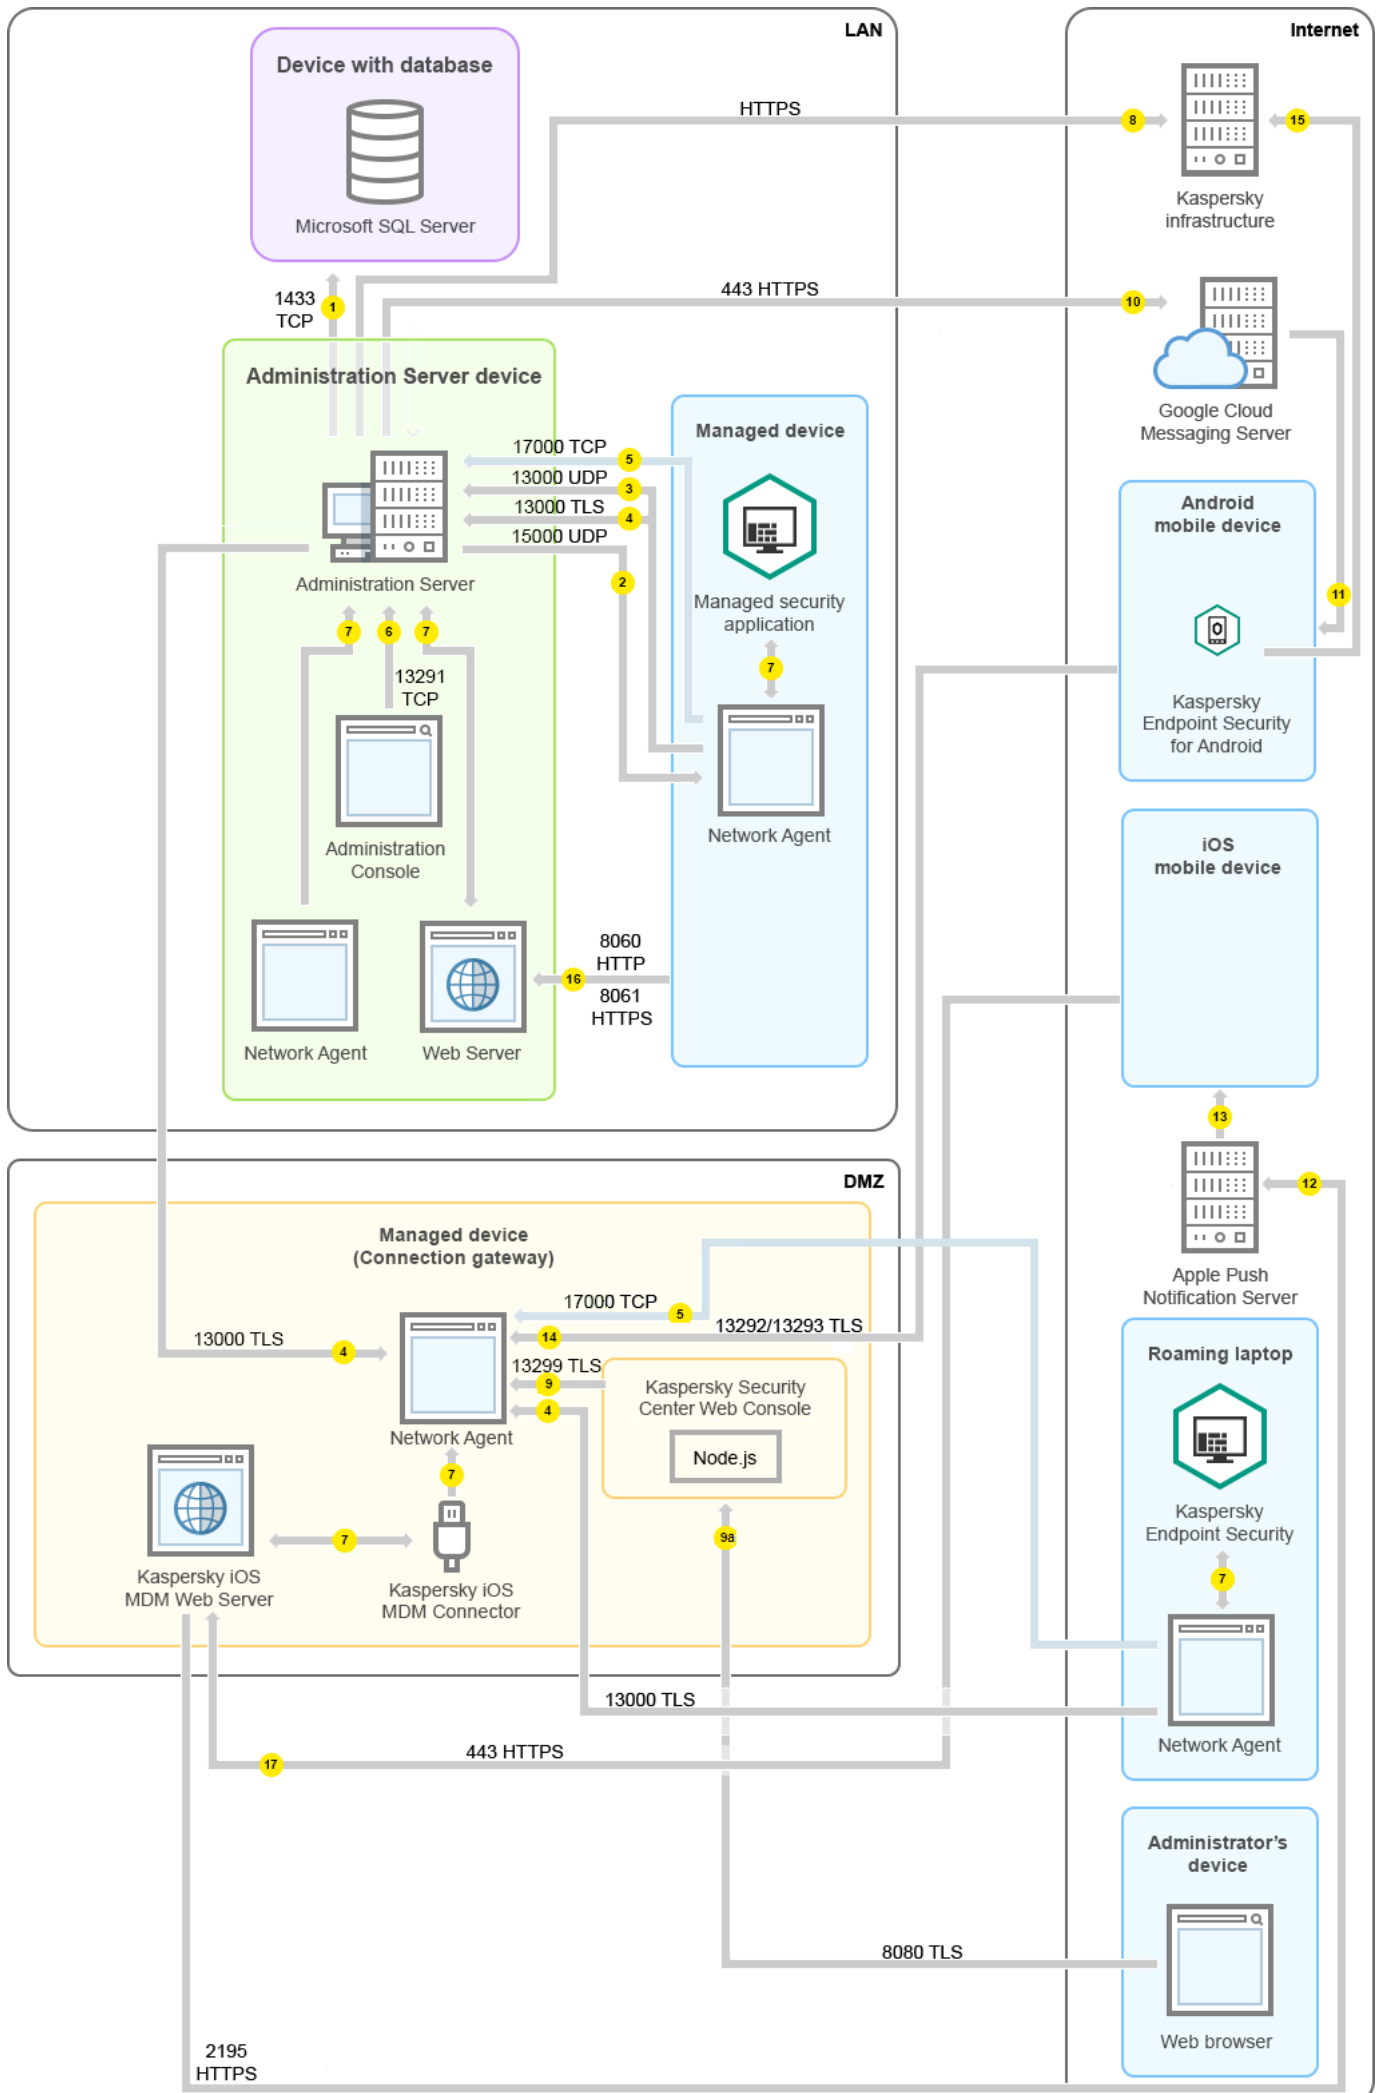 LAN
Internet
Device with database
Microsoft SQL Server
HTTPS
8
15
Kaspersky
infrastructure
1433
TCP
1
443 HTTPS
10
Google Cloud
Messaging Server
11
Administration Server device
Administration Server
17000 TCP
5
13000 UDP
3
13000 TLS
4
15000 UDP
2
Managed device
Managed security
application
7
Network Agent
7
6
7
13291
TCP
Administration
Console
Network Agent
Web Server
8060
HTTP
16
8061
HTTPS
Android
mobile device
Kaspersky
Endpoint Security
for Android
iOS
mobile device
13
12
Apple Push
Notification Server
DMZ
Managed device
(Connection gateway)
17000 TCP
5
13292/13293 TLS
14
13000 TLS
4
13299 TLS
9
4
Network Agent
Kaspersky Security
Center Web Console
Node.js
7
9a
7
Kaspersky iOS
MDM Web Server
Kaspersky iOS
MDM Connector
Roaming laptop
Kaspersky
Endpoint Security
7
Network Agent
13000 TLS
443 HTTPS
17
Administrator's
device
8080 TLS
Web browser
2195
HTTPS